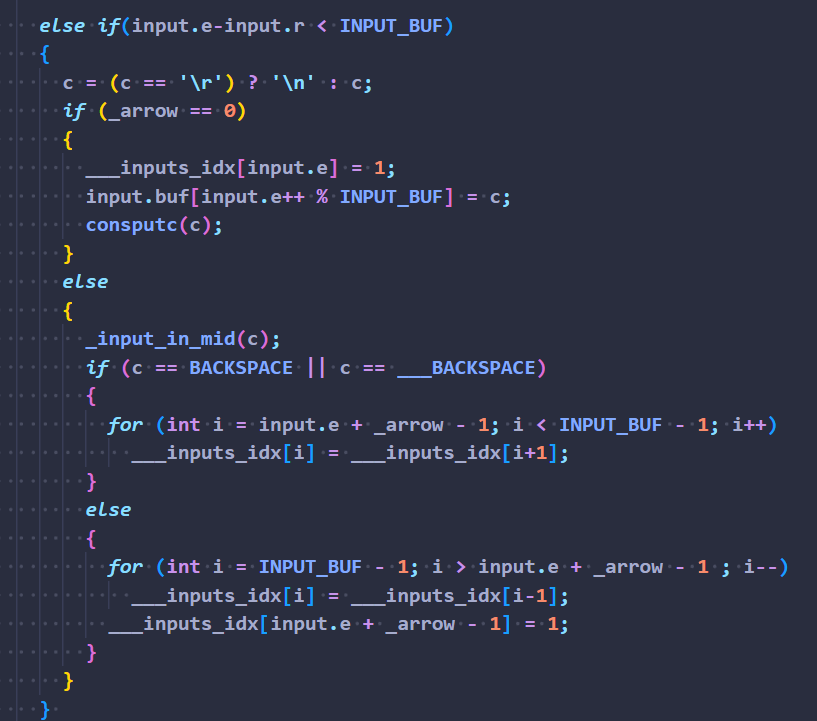 else if(input.e-input.r < INPUT_BUF)
{
c = (c == '\r') ? '\n' : c;
if (_arrow == 0)
{
___inputs_idx[input.e] = 1;
input.buf[input.e++ % INPUT_BUF] = c;
consputc(c);
}
else
{
_input_in_mid(c);
if (c == BACKSPACE || c == ___BACKSPACE)
{
for (int i = input.e + _arrow - 1; i < INPUT_BUF - 1; i++)
___inputs_idx[i] = ___inputs_idx[i+1];
}
else
{
for (int i = INPUT_BUF - 1; i > input.e + _arrow - 1 ; i--)
___inputs_idx[i] = ___inputs_idx[i-1];
___inputs_idx[input.e + _arrow - 1] = 1;
}
}
}